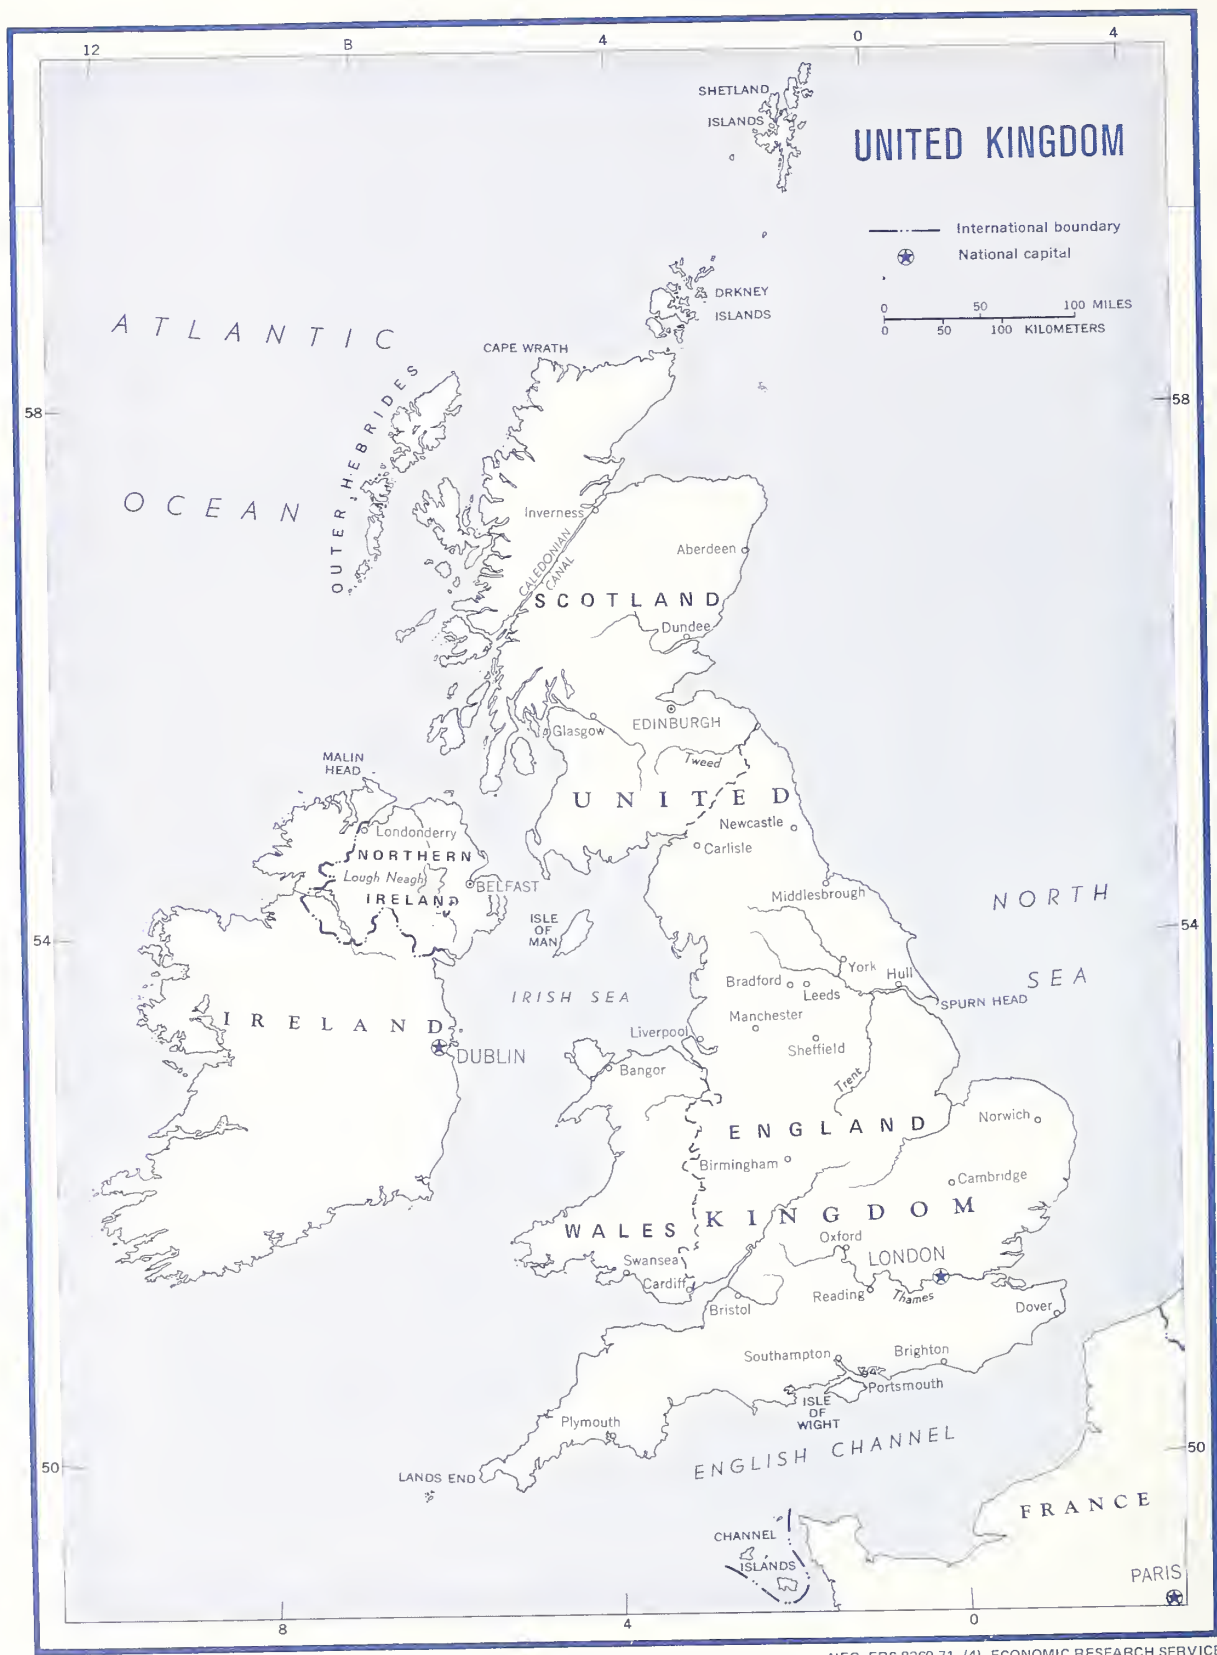 12
8
4
0
4
SHETLAND
ISLANDS
UNITED KINGDOM
International boundary
National capital
0 50 100 MILES
0 50 100 KILOMETERS
DRKNEY
ISLANDS
ATLANTIC
CAPE WRATH
58
58
OUTER HEBRIDES
OCEAN
Inverness
CALEDONIAN
CANAL
Aberdeen
SCOTLAND
Dundee
EDINBURGH
Glasgow
Tweed
MALIN
HEAD
UNITED
Newcastle
Londonderry
Carlisle
NORTHERN
Lough Neagh
BELFAST
IRELAND
Middlesbrough
NORTH
ISLE
OF
MAN
54
54
York
Hull
Bradford
Leeds
SEA
IRISH SEA
SPURN HEAD
IRELAND
Manchester
Liverpool
Sheffield
DUBLIN
Bangor
Trent
Norwich
ENGLAND
Birmingham
Cambridge
WALES
KINGDOM
Oxford
LONDON
Swansea
Cardiff
Reading
Thames
Bristol
Dover
Southampton
Brighton
Portsmouth
ISLE
OF
WIGHT
Plymouth
ENGLISH CHANNEL
50
50
LANDS END
FRANCE
CHANNEL
ISLANDS
PARIS
8
4
0